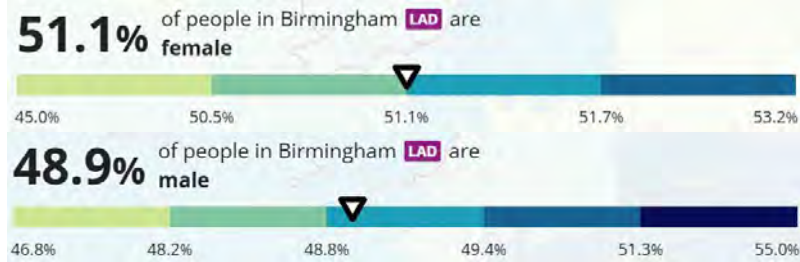 51.1% of people in Birmingham LAD are
female
45.0% 50.5% 51.1% 51.7% 53.2%
48.9% of people in Birmingham LAD are
male
46.8% 48.2% 48.8% 49.4% 51.3% 55.0%